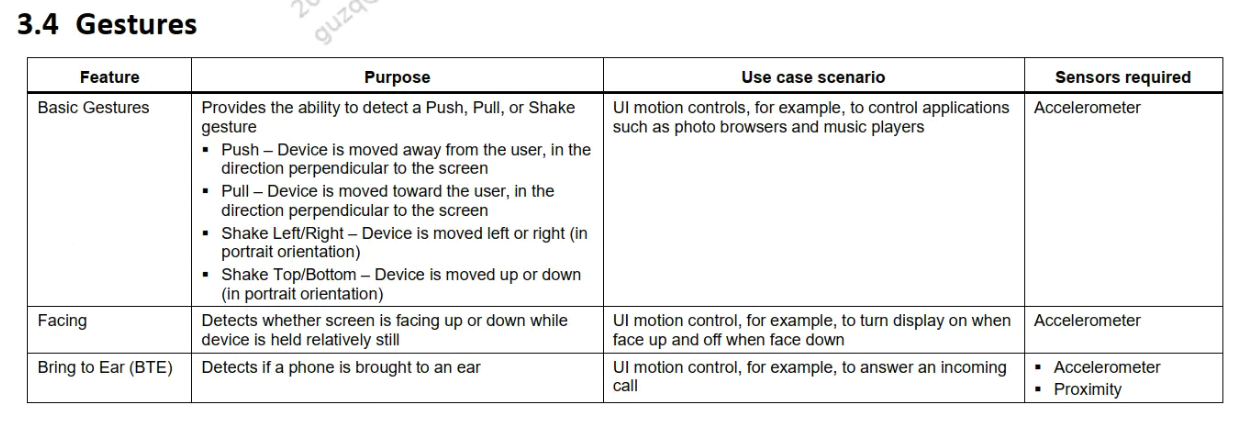 3.4 Gestures
Feature
Purpose
Use case scenario
Sensors required
Basic Gestures
Provides the ability to detect a Push, Pull, or Shake
gesture
▪ Push – Device is moved away from the user, in the
direction perpendicular to the screen
▪ Pull – Device is moved toward the user, in the
direction perpendicular to the screen
▪ Shake Left/Right – Device is moved left or right (in
portrait orientation)
▪ Shake Top/Bottom – Device is moved up or down
(in portrait orientation)
UI motion controls, for example, to control applications
such as photo browsers and music players
Accelerometer
Facing
Detects whether screen is facing up or down while
device is held relatively still
UI motion control, for example, to turn display on when
face up and off when face down
Accelerometer
Bring to Ear (BTE)
Detects if a phone is brought to an ear
UI motion control, for example, to answer an incoming
call
▪ Accelerometer
▪ Proximity